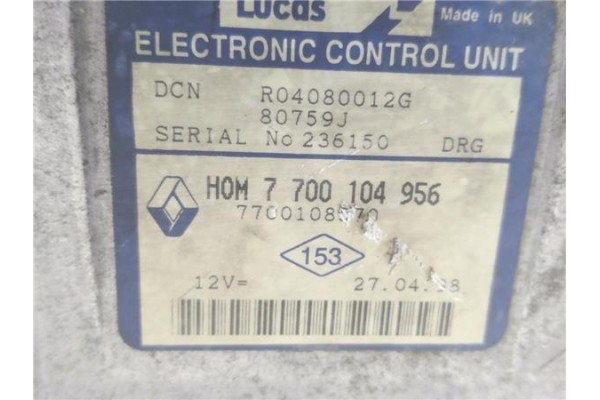 Lucas
Made in UK
ELECTRONIC CONTROL UNIT
DCN R04080012G
80759J
SERIAL No 236150 DRG
HOM 7 700 104 956
153
12V=